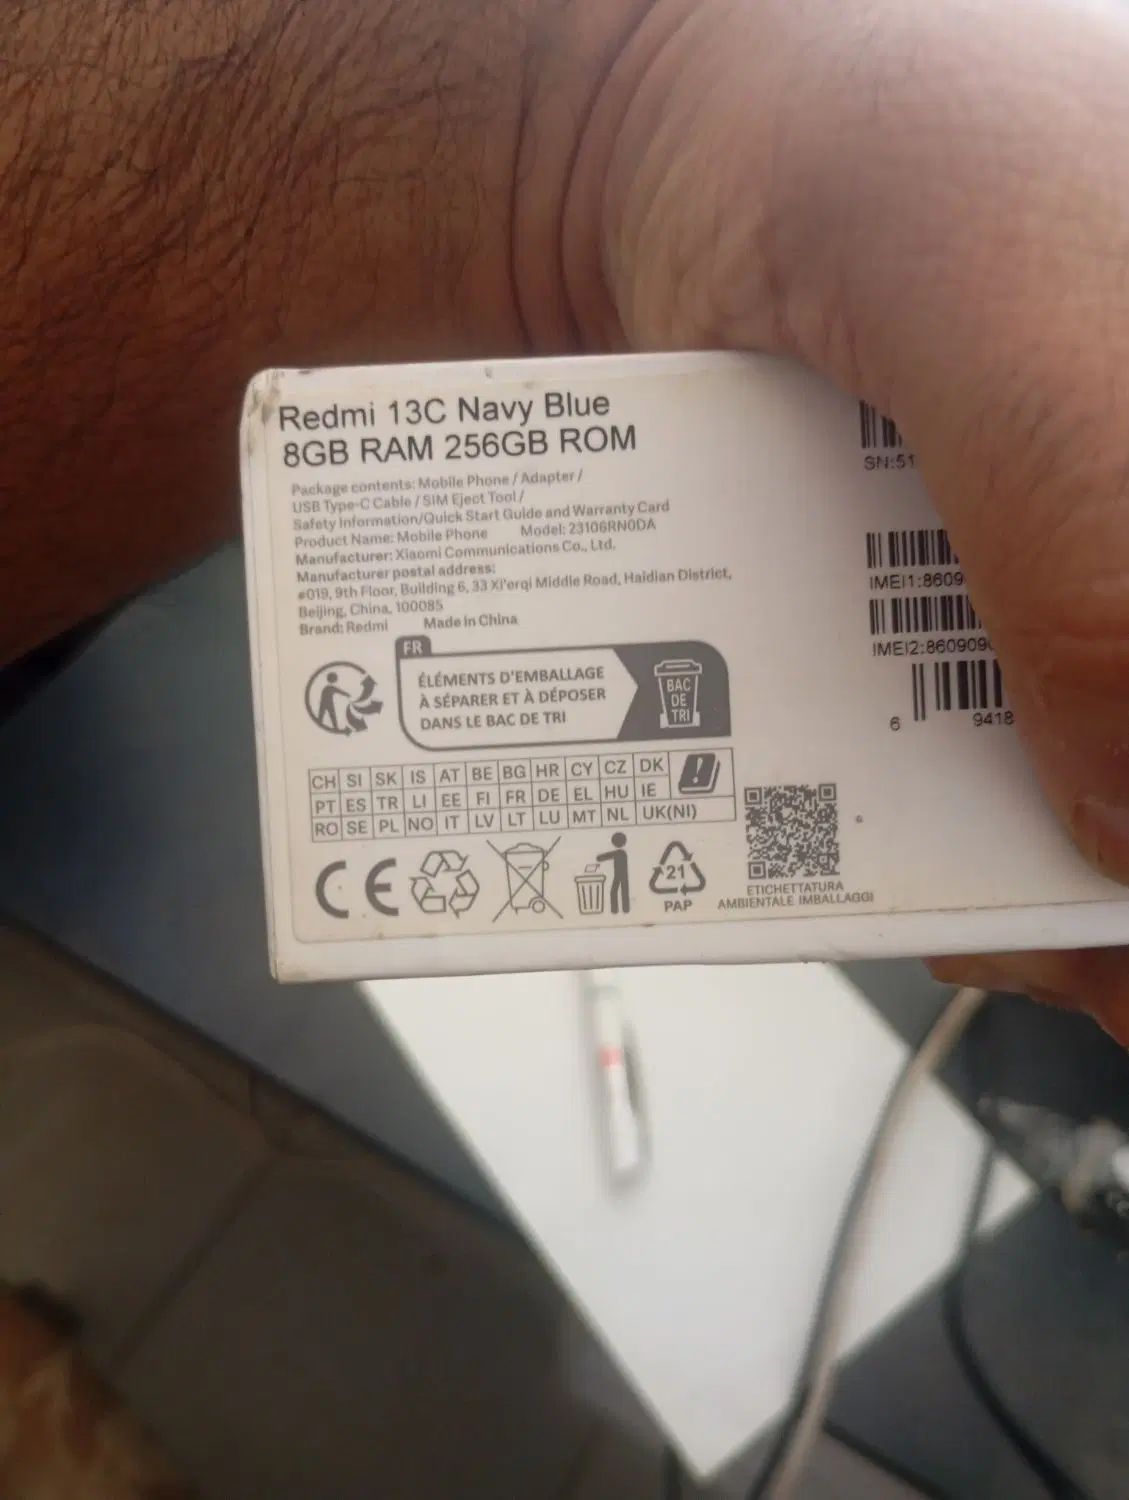 Redmi 13C Navy Blue
8GB RAM 256GB ROM
Package contents: Mobile Phone / Adapter /
USB Type-C Cable / SIM Eject Tool /
Safety Information/Quick Start Guide and Warranty Card
Product Name: Mobile Phone Model: 23106RN0DA
Manufacturer: Xiaomi Communications Co., Ltd.
Manufacturer postal address:
#019, 9th Floor, Building 6, 33 Xi'erqi Middle Road, Haidian District,
Beijing, China, 100085
Brand: Redmi Made in China
FR
ÉLÉMENTS D'EMBALLAGE
À SÉPARER ET À DÉPOSER
DANS LE BAC DE TRI
BAC
DE
TRI
CH SI SK IS AT BE BG HR CY CZ DK
PT ES TR LI EE FI FR DE EL HU IE
RO SE PL NO IT LV LT LU MT NL UK(NI)
CE
21
PAP
ETICHETTATURA
AMBIENTALE IMBALLAGGI
SN:51
IMEI1:8609
IMEI2:860909
6 9418